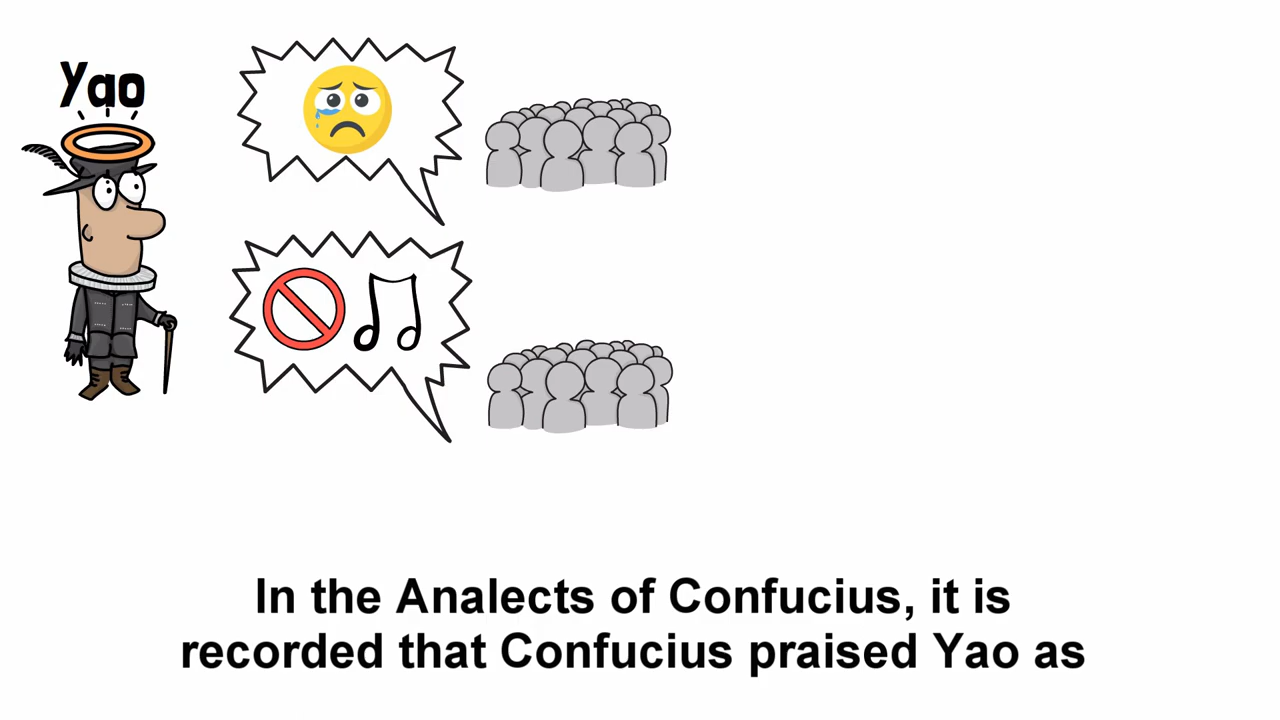 Yao
In the Analects of Confucius, it is
recorded that Confucius praised Yao as